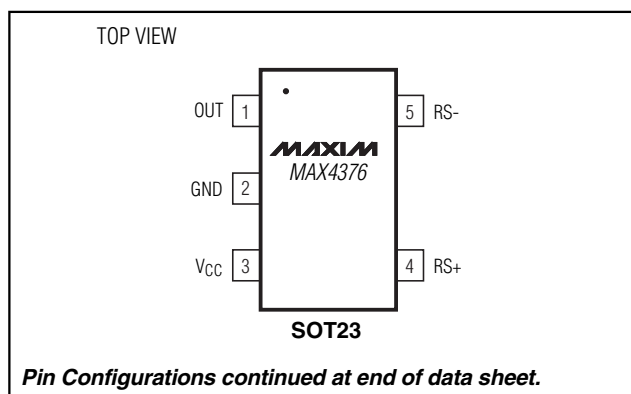 TOP VIEW
OUT 1
5 RS-
MAXIM
MAX4376
GND 2
VCC 3
4 RS+
SOT23
Pin Configurations continued at end of data sheet.